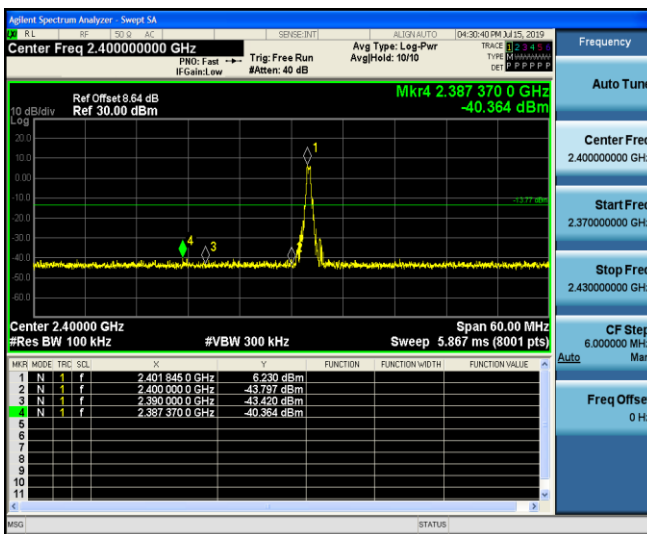 Agilent Spectrum Analyzer - Swept SA
RL RF 50 Ω AC SENSE:INT ALIGN AUTO 04:30:40 PM Jul 15, 2019
Center Freq 2.400000000 GHz
PNO: Fast
IFGain:Low
Trig: Free Run
#Atten: 40 dB
Avg Type: Log-Pwr
Avg|Hold: 10/10
TRACE 1 2 3 4 5 6
TYPE M
DET P P P P P P
Mkr4 2.387 370 0 GHz
-40.364 dBm
Ref Offset 8.64 dB
Ref 30.00 dBm
10 dB/div
Log
20.0
10.0
0.00
-10.0
-20.0
-30.0
-40.0
-50.0
-60.0
1
-13.77 dBm
4
3
Center 2.40000 GHz
Span 60.00 MHz
#Res BW 100 kHz
#VBW 300 kHz
Sweep 5.867 ms (8001 pts)
MKR MODE TRC SCL X Y FUNCTION FUNCTION WIDTH FUNCTION VALUE
1 N 1 f 2.401 845 0 GHz 6.230 dBm
2 N 1 f 2.400 000 0 GHz -43.797 dBm
3 N 1 f 2.390 000 0 GHz -43.420 dBm
4 N 1 f 2.387 370 0 GHz -40.364 dBm
5
6
7
8
9
10
11
MSG
STATUS
Frequency
Auto Tune
Center Freq
2.400000000 GHz
Start Freq
2.370000000 GHz
Stop Freq
2.430000000 GHz
CF Step
6.000000 MHz
Auto Man
Freq Offset
0 Hz